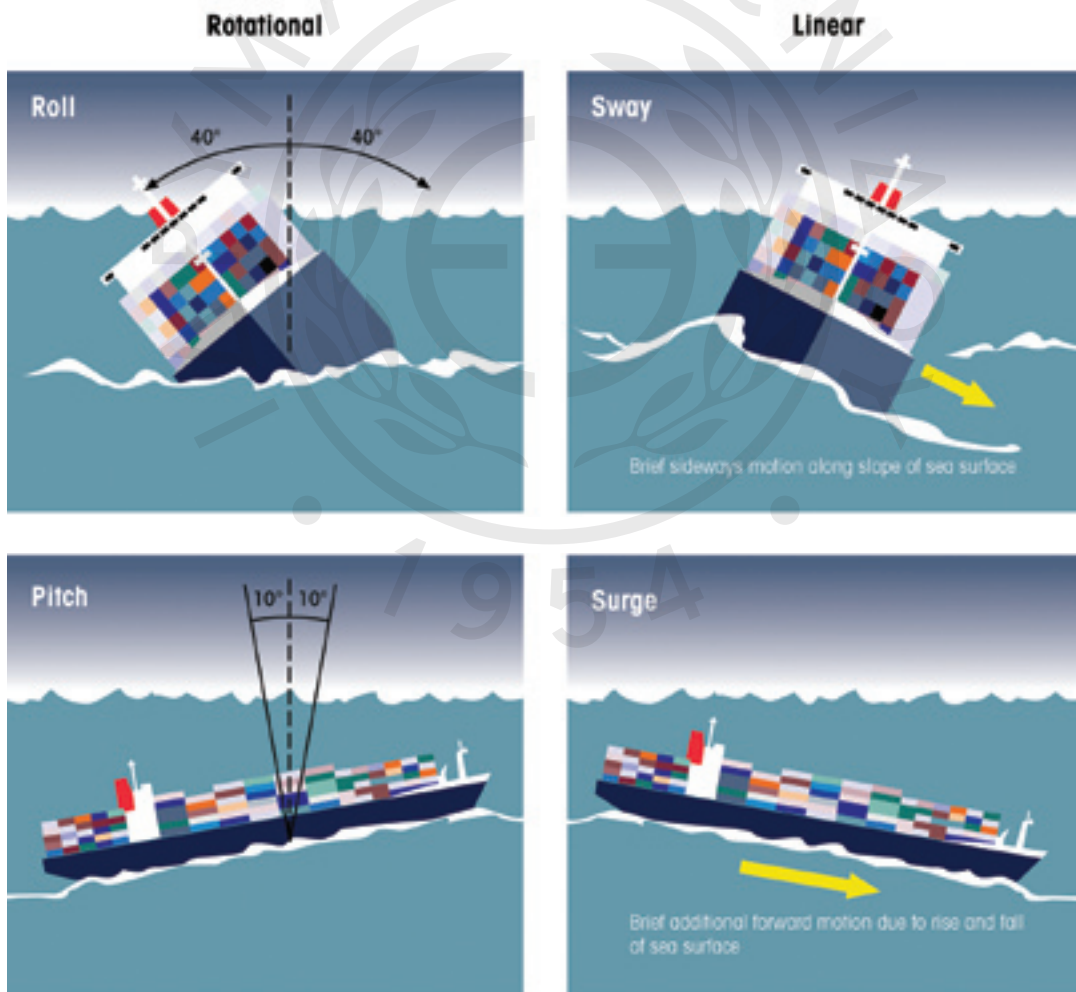 Rotational
Linear
Roll
40°
40°
Sway
Brief sideways motion along slope of sea surface
Pitch
10°
10°
Surge
Brief additional forward motion due to rise and fall
of sea surface
1954